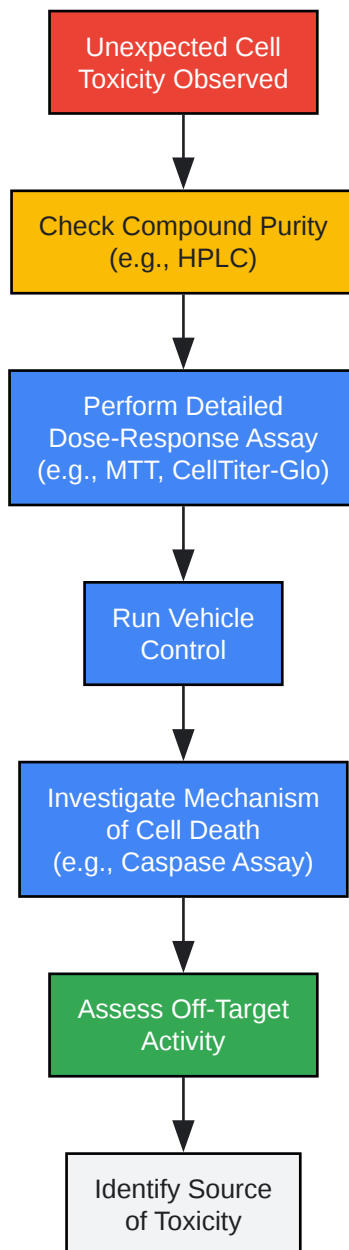 Unexpected Cell
Toxicity Observed
Check Compound Purity
(e.g., HPLC)
Perform Detailed
Dose-Response Assay
(e.g., MTT, CellTiter-Glo)
Run Vehicle
Control
Investigate Mechanism
of Cell Death
(e.g., Caspase Assay)
Assess Off-Target
Activity
Identify Source
of Toxicity